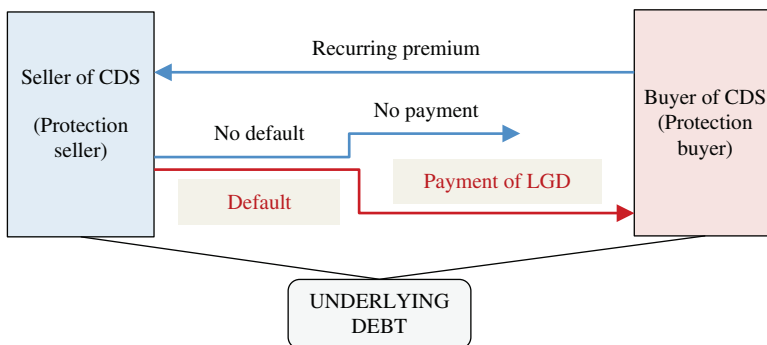 Recurring premium
Seller of CDS
(Protection
seller)
No default
No payment
Default
Payment of LGD
Buyer of CDS
(Protection
buyer)
UNDERLYING
DEBT